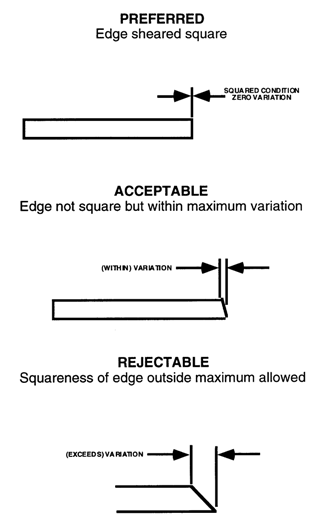 PREFERRED
Edge sheared square
SQUARED CONDITION
ZERO VARIATION
ACCEPTABLE
Edge not square but within maximum variation
(WITHIN) VARIATION
REJECTABLE
Squareness of edge outside maximum allowed
(EXCEEDS) VARIATION